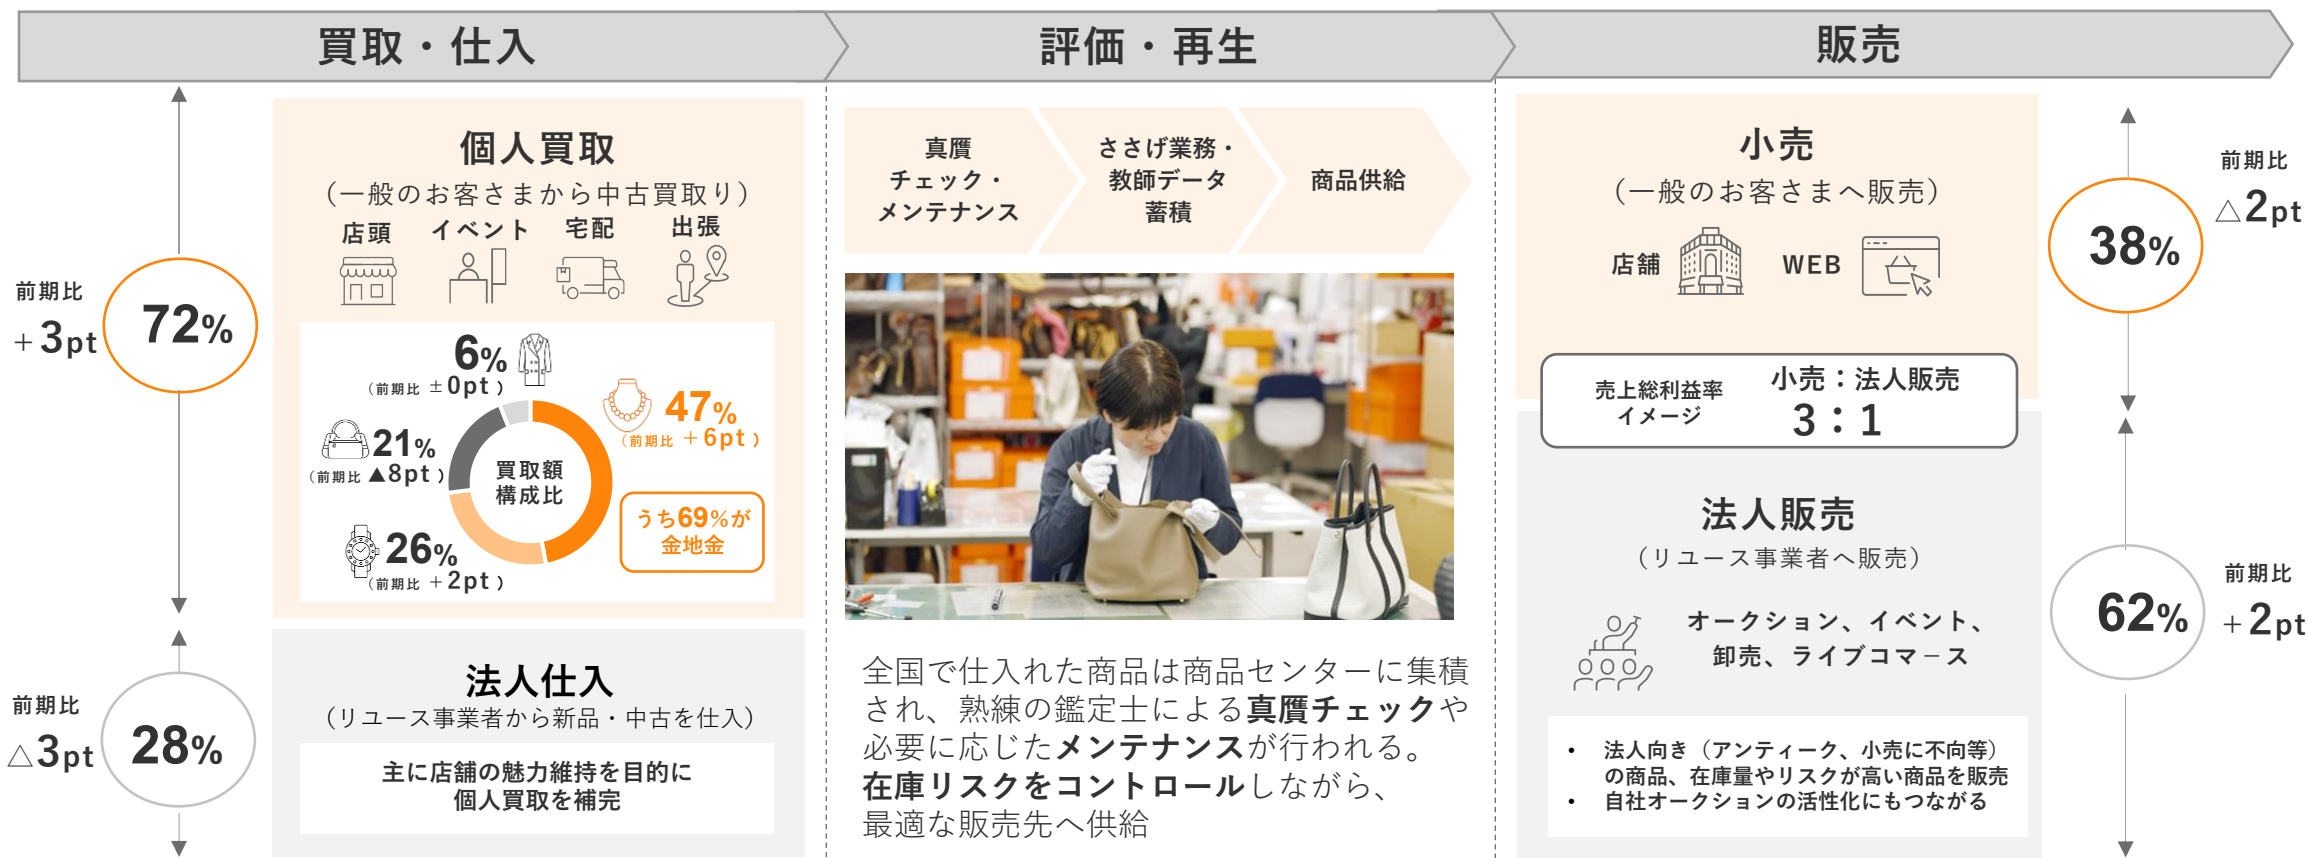 買取・仕入
評価・再生
販売
前期比
+3pt
72%
個人買取
（一般のお客さまから中古買取り）
店頭
イベント
宅配
出張
6%
（前期比 ±0pt ）
47%
（前期比 +6pt ）
21%
（前期比 ▲8pt ）
買取額
構成比
26%
（前期比 +2pt ）
うち69%が
金地金
前期比
△3pt
28%
法人仕入
（リユース事業者から新品・中古を仕入）
主に店舗の魅力維持を目的に
個人買取を補完
真贋
チェック・
メンテナンス
ささげ業務・
教師データ
蓄積
商品供給
全国で仕入れた商品は商品センターに集積
され、熟練の鑑定士による真贋チェックや
必要に応じたメンテナンスが行われる。
在庫リスクをコントロールしながら、
最適な販売先へ供給
小売
（一般のお客さまへ販売）
店舗
WEB
前期比
△2pt
38%
売上総利益率
イメージ
小売：法人販売
3：1
法人販売
（リユース事業者へ販売）
オークション、イベント、
卸売、ライブコマ－ス
前期比
+2pt
62%
• 法人向き（アンティーク、小売に不向等）
の商品、在庫量やリスクが高い商品を販売
• 自社オークションの活性化にもつながる